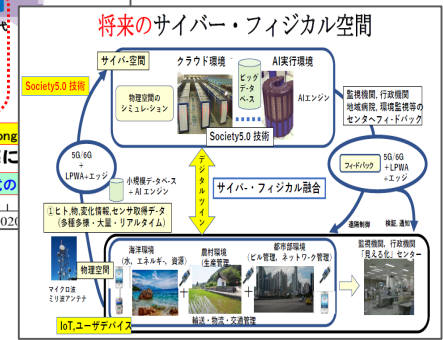 将来のサイバー・フィジカル空間
サイバ-空間
クラウド環境
AI実行環境
Society5.0 技術
物理空間の
シミュレーション
ビッグ
データ
ベース
AIエンジン
Society5.0 技術
監視機関, 行政機関
地域病院, 環境監視等の
センタへフィ-ドバック
5G/6G
+
LPWA+エッジ
小規模データベース
+ AI エンジン
デジタルツイン
サイバー・フィジカル融合
フィ-ドバック
5G/6G
+LPWA
+エッジ
①ヒト,物,変化情報,センサ取得データ
(多種多様・大量・リアルタイム)
遠隔制御
検証, 通知
物理空間
海洋環境
(水, エネルギ-, 資源)
農村環境
(生産管理)
都市部環境
(ビル管理, ネットワ-ク管理)
監視機関, 行政機関
「見える化」センター
マイクロ波
ミリ波アンテナ
輸送・物流・交通管理
IoT,ユーザデバイス
代
ong
に
の
202